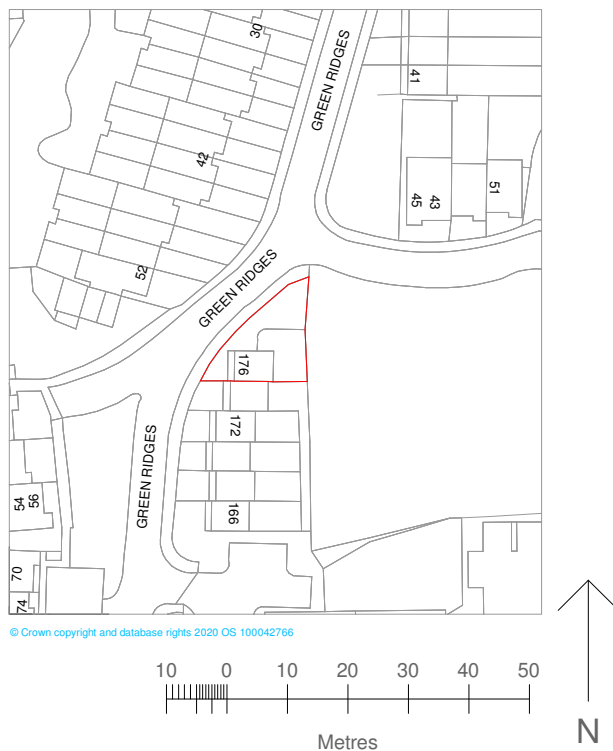 30
GREEN RIDGES
41
42
45
43
51
52
GREEN RIDGES
176
172
GREEN RIDGES
54
56
166
70
74
© Crown copyright and database rights 2020 OS 100042766
10 0 10 20 30 40 50
Metres
N